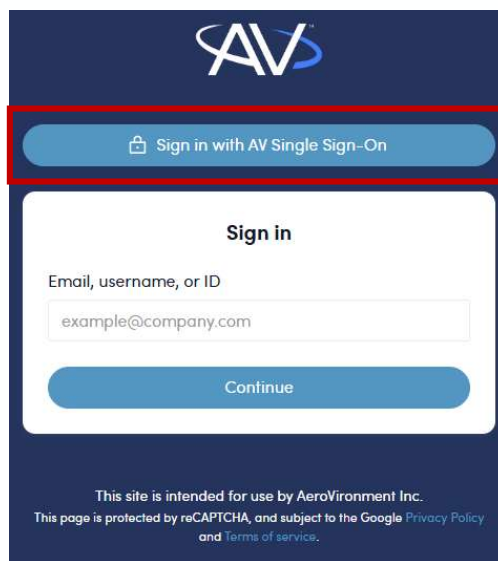 AV™
Sign in with AV Single Sign-On
Sign in
Email, username, or ID
example@company.com
Continue
This site is intended for use by AeroVironment Inc.
This page is protected by reCAPTCHA, and subject to the Google Privacy Policy
and Terms of service.